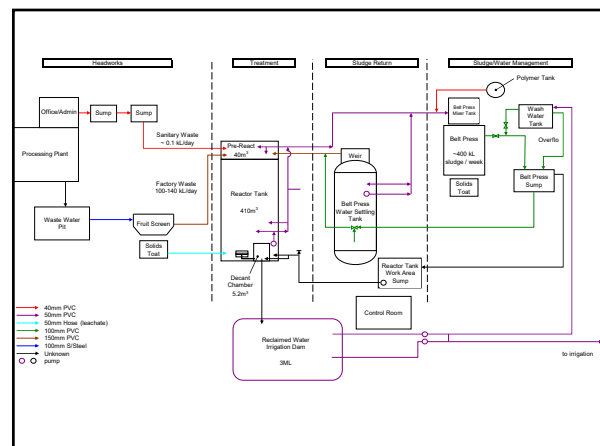 Headworks
Treatment
Sludge Return
Sludge/Water Management
Polymer Tank
Office/Admin
Sump
Sump
Belt Press
Mixer Tank
Wash
Water
Tank
Sanitary Waste
~ 0.1 kL/day
Pre-React
40m³
Weir
Belt Press
~400 kL
sludge / week
Overflo
Processing Plant
Factory Waste
100-140 kL/day
Reactor Tank
410m³
Belt Press
Water Settling
Tank
Solids
Toat
Belt Press
Sump
Waste Water
Pit
Fruit Screen
Solids
Toat
Decant
Chamber
5.2m³
Reactor Tank
Work Area
Sump
Control Room
40mm PVC
50mm PVC
50mm Hose (leachate)
100mm PVC
150mm PVC
100mm S/Steel
Unknown
pump
Reclaimed Water
Irrigation Dam
3ML
to irrigation